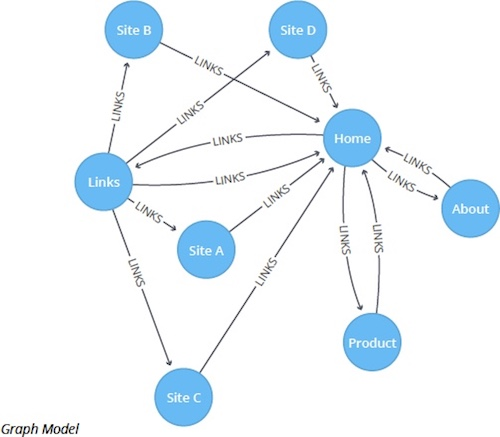 Site B
Site D
LINKS
LINKS
LINKS
LINKS
Home
LINKS
LINKS
Links
LINKS
LINKS
LINKS
LINKS
About
Site A
LINKS
LINKS
LINKS
LINKS
Product
Site C
Graph Model